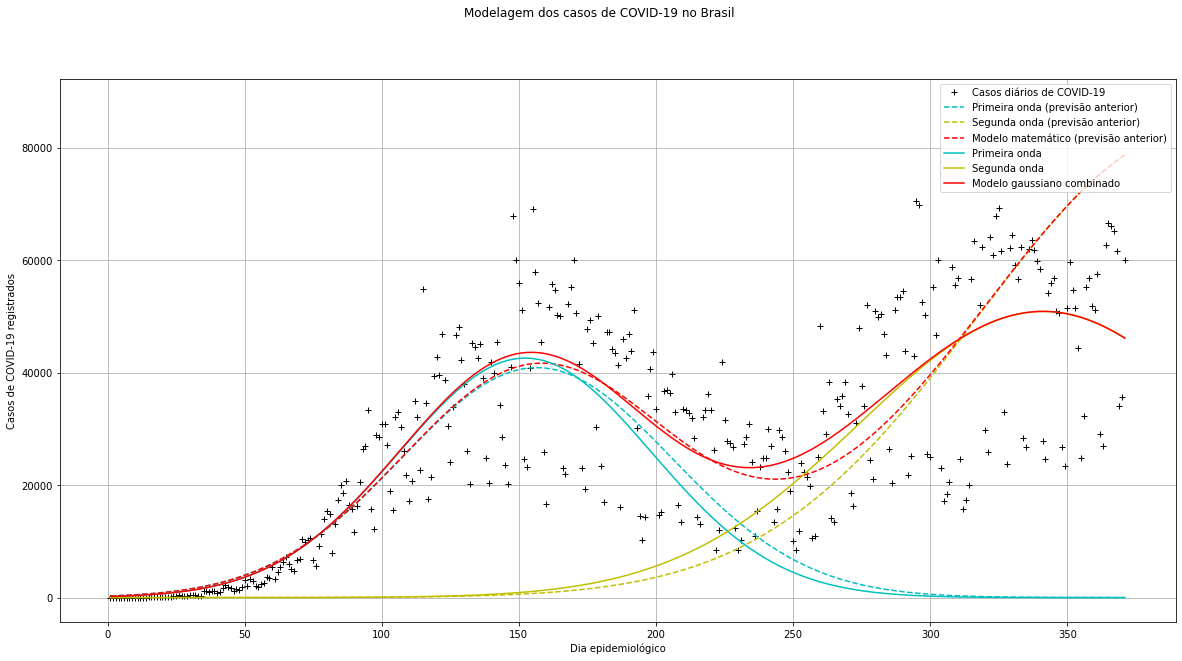 Modelagem dos casos de COVID-19 no Brasil
Casos diários de COVID-19
Primeira onda (previsão anterior)
Segunda onda (previsão anterior)
Modelo matemático (previsão anterior)
Primeira onda
Segunda onda
Modelo gaussiano combinado
Casos de COVID-19 registrados
80000
60000
40000
20000
0
0 50 100 150 200 250 300 350
Dia epidemiológico